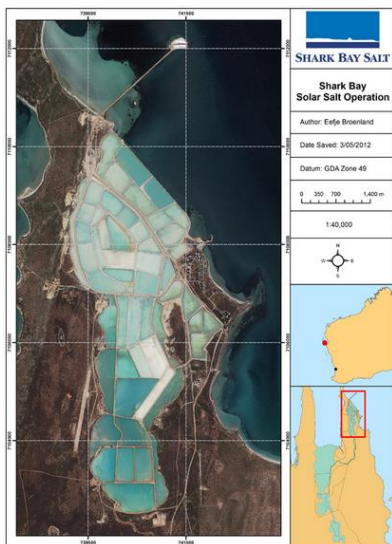 SHARK BAY SALT
Shark Bay
Solar Salt Operation
Author: Eefje Broenland
Date Saved: 3/05/2012
Datum: GDA Zone 49
0 350 700 1,400 m
1:40,000
N
W E
S